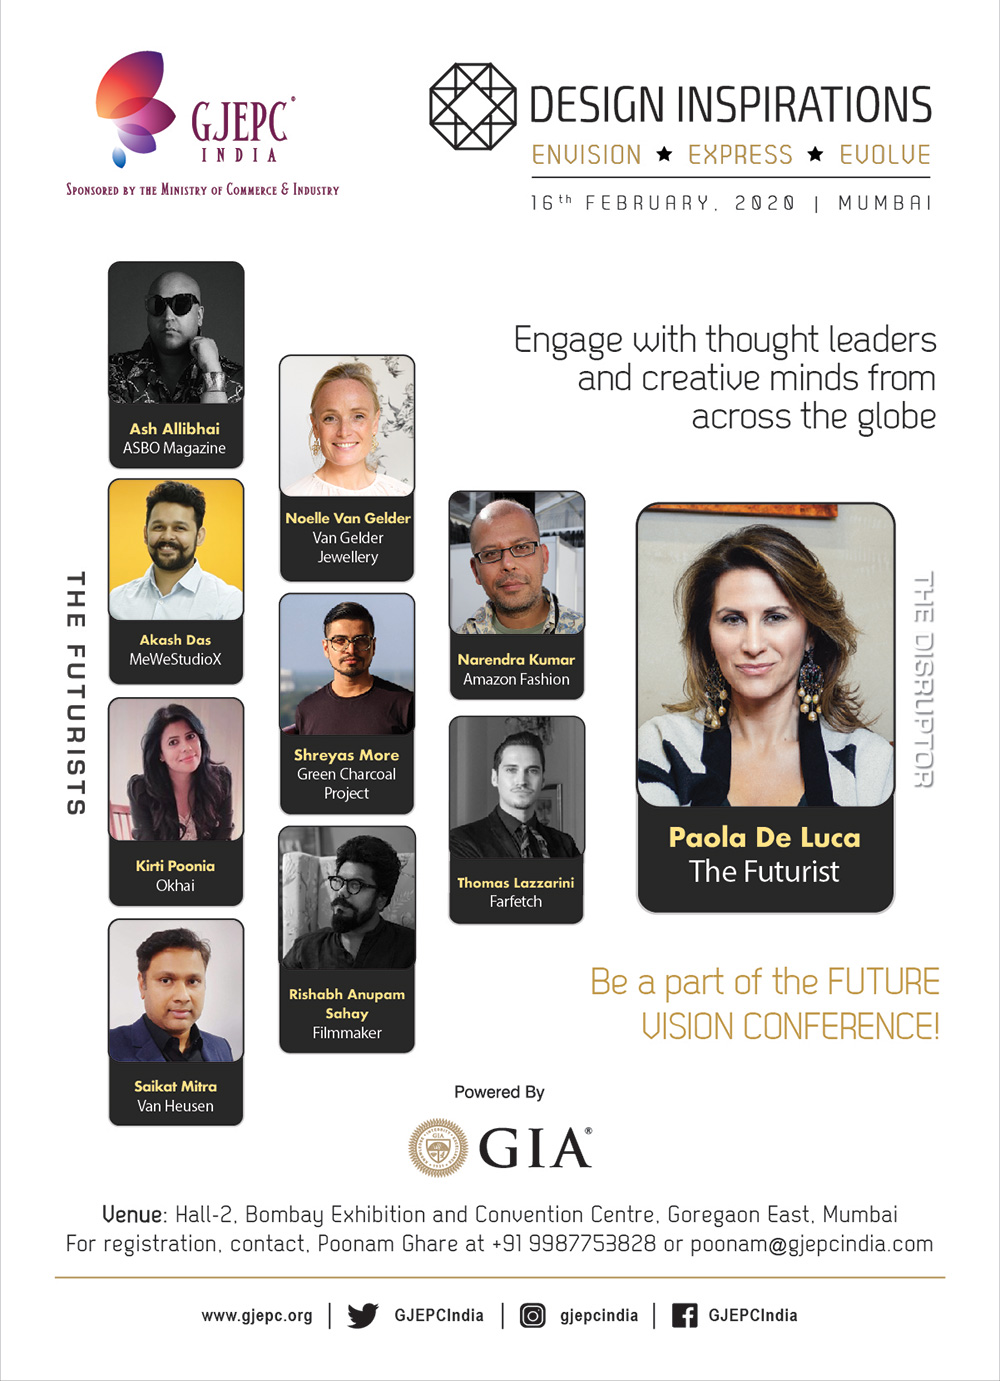 GJEPC®
INDIA
SPONSORED BY THE MINISTRY OF COMMERCE & INDUSTRY
DESIGN INSPIRATIONS
ENVISION ★ EXPRESS ★ EVOLVE
16th FEBRUARY, 2020 | MUMBAI
Engage with thought leaders
and creative minds from
across the globe
THE FUTURISTS
Ash Allibhai
ASBO Magazine
Akash Das
MeWeStudioX
Kirti Poonia
Okhai
Saikat Mitra
Van Heusen
Noelle Van Gelder
Van Gelder
Jewellery
Shreyas More
Green Charcoal
Project
Rishabh Anupam
Sahay
Filmmaker
Narendra Kumar
Amazon Fashion
Thomas Lazzarini
Farfetch
Paola De Luca
The Futurist
THE DISRUPTOR
Be a part of the FUTURE
VISION CONFERENCE!
Powered By
GIA®
Venue: Hall-2, Bombay Exhibition and Convention Centre, Goregaon East, Mumbai
For registration, contact, Poonam Ghare at +91 9987753828 or poonam@gjepcindia.com
www.gjepc.org | GJEPCIndia | gjepcindia | GJEPCIndia